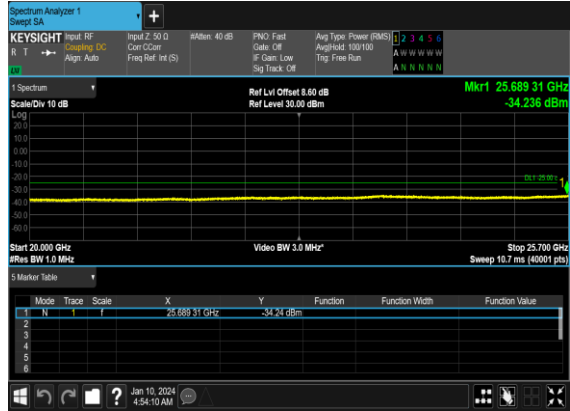 Spectrum Analyzer 1
Swept SA
+
KEYSIGHT
R T
LV
Input: RF
Coupling: DC
Align: Auto
Input Z: 50 Ω
Corr CCorr
Freq Ref: Int (S)
#Atten: 40 dB
PNO: Fast
Gate: Off
IF Gain: Low
Sig Track: Off
Avg Type: Power (RMS)
Avg|Hold: 100/100
Trig: Free Run
1 2 3 4 5 6
A W W W W W
A N N N N N
1 Spectrum
Scale/Div 10 dB
Ref Lvl Offset 8.60 dB
Ref Level 30.00 dBm
Mkr1 25.689 31 GHz
-34.236 dBm
Log
20.0
10.0
0.00
-10.0
-20.0
-30.0
-40.0
-50.0
-60.0
1
Start 20.000 GHz
#Res BW 1.0 MHz
Video BW 3.0 MHz*
Stop 25.700 GHz
Sweep 10.7 ms (40001 pts)
5 Marker Table
Mode Trace Scale X Y Function Function Width Function Value
1 N 1 f 25.689 31 GHz -34.24 dBm
2
3
4
5
6
?
Jan 10, 2024
4:54:10 AM